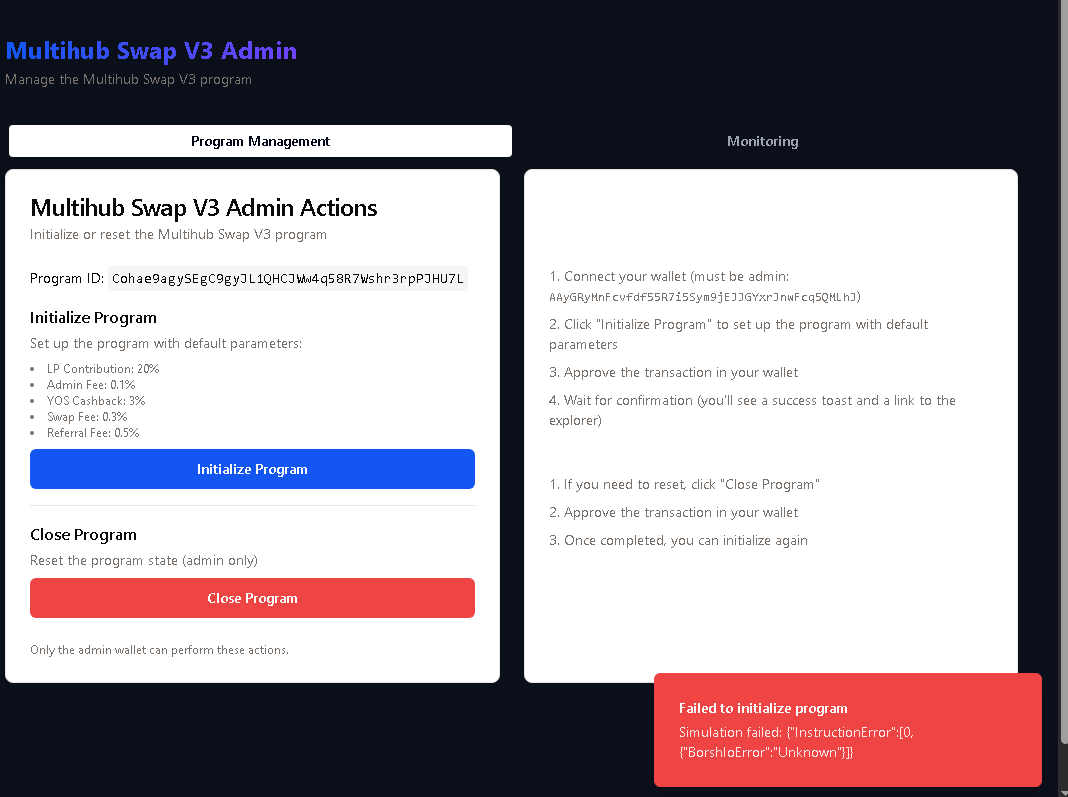 Multihub Swap V3 Admin
Manage the Multihub Swap V3 program
Program Management
Monitoring
Multihub Swap V3 Admin Actions
Initialize or reset the Multihub Swap V3 program
Program ID: Cohae9agySEgC9gyJL1QHCJWw4q58R7Wshr3rpPJHU7L
Initialize Program
Set up the program with default parameters:
• LP Contribution: 20%
• Admin Fee: 0.1%
• YOS Cashback: 3%
• Swap Fee: 0.3%
• Referral Fee: 0.5%
Initialize Program
Close Program
Reset the program state (admin only)
Close Program
Only the admin wallet can perform these actions.
1. Connect your wallet (must be admin:
AAyGRyMnFcvfdf55R7i5Sym9jEJJGYxrJnwFcq5QMLhJ)
2. Click "Initialize Program" to set up the program with default
parameters
3. Approve the transaction in your wallet
4. Wait for confirmation (you'll see a success toast and a link to the
explorer)
1. If you need to reset, click "Close Program"
2. Approve the transaction in your wallet
3. Once completed, you can initialize again
Failed to initialize program
Simulation failed: {"InstructionError":[0,
{"BorshIoError":"Unknown"}]}